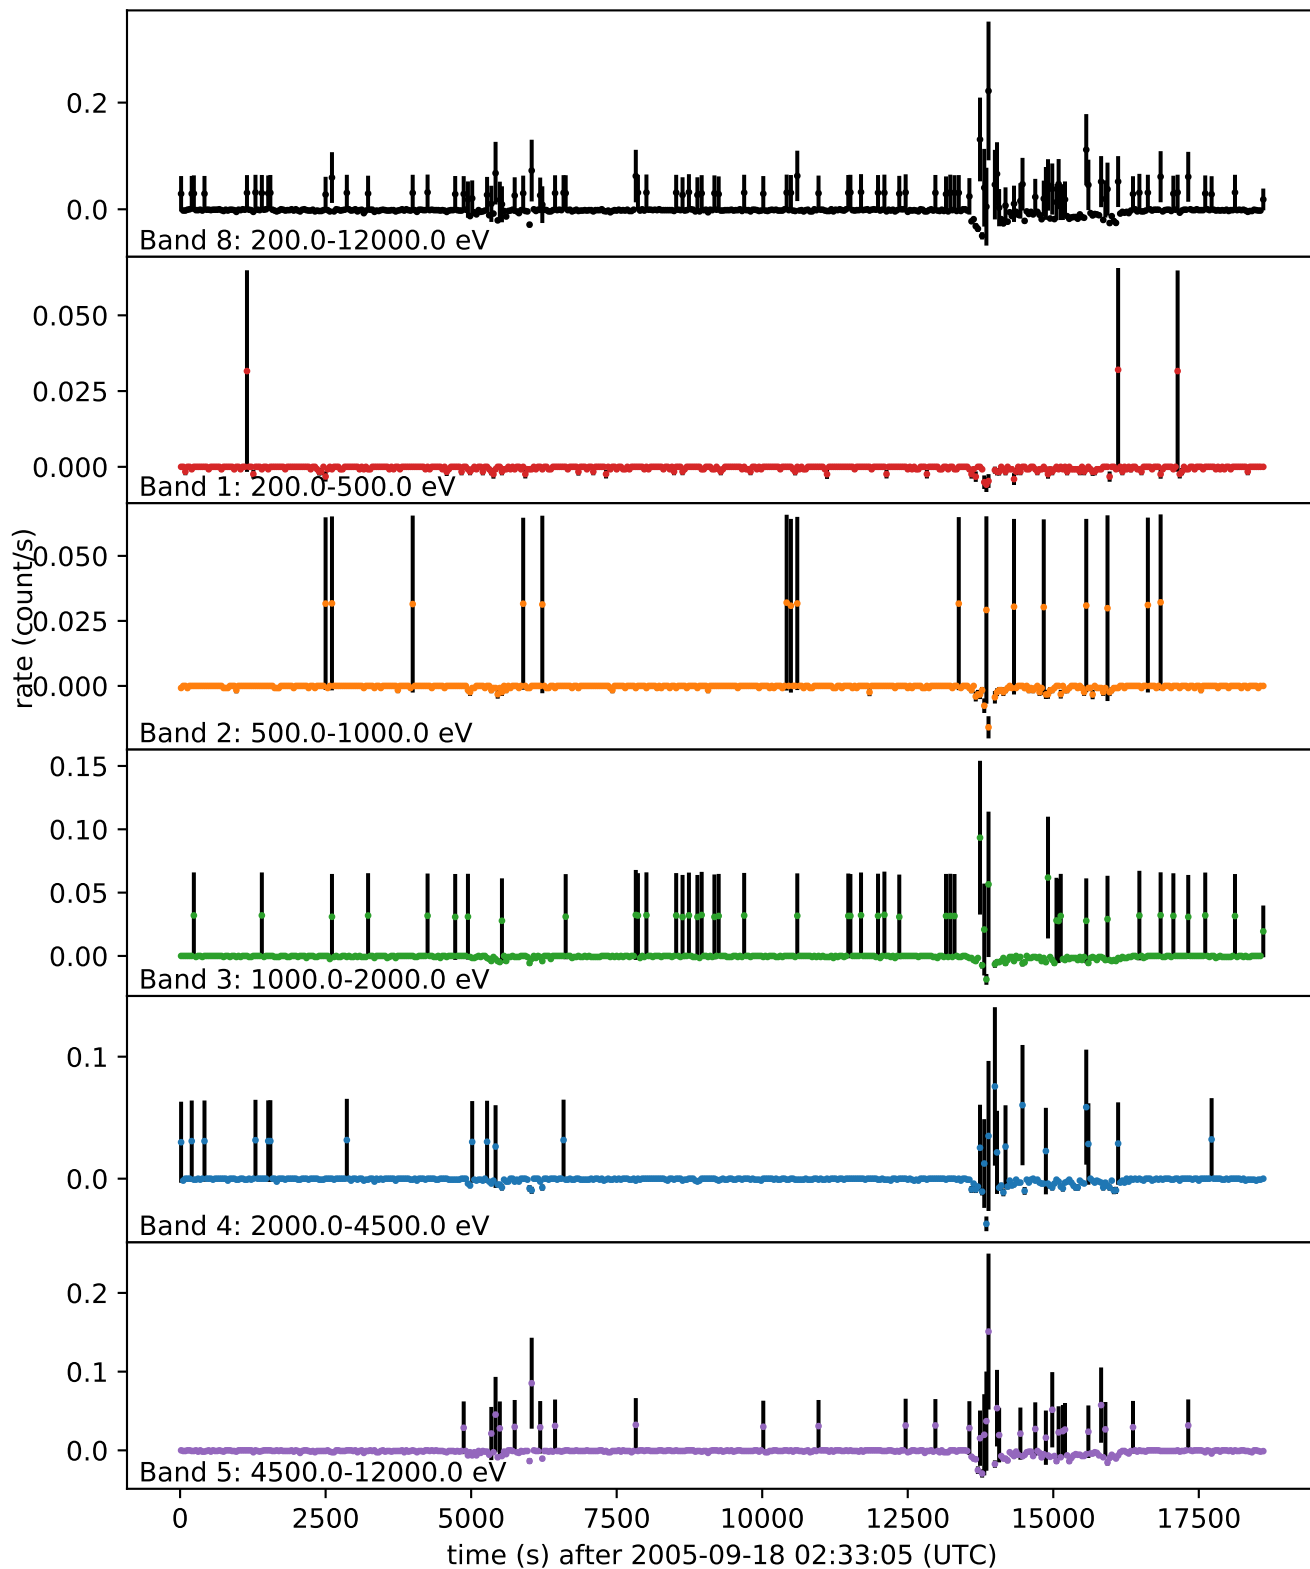 0.2
0.0
Band 8: 200.0-12000.0 eV
0.050
0.025
0.000
Band 1: 200.0-500.0 eV
rate (count/s)
0.050
0.025
0.000
Band 2: 500.0-1000.0 eV
0.15
0.10
0.05
0.00
Band 3: 1000.0-2000.0 eV
0.1
0.0
Band 4: 2000.0-4500.0 eV
0.2
0.1
0.0
Band 5: 4500.0-12000.0 eV
0 2500 5000 7500 10000 12500 15000 17500
time (s) after 2005-09-18 02:33:05 (UTC)